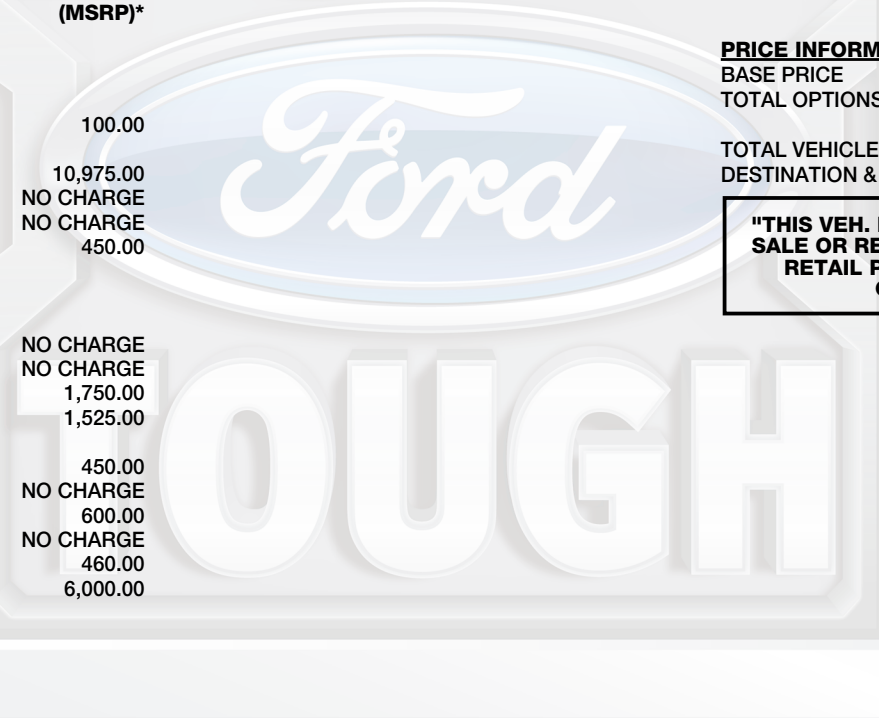 (MSRP)*
100.00
10,975.00
NO CHARGE
NO CHARGE
450.00
NO CHARGE
NO CHARGE
1,750.00
1,525.00
450.00
NO CHARGE
600.00
NO CHARGE
460.00
6,000.00
PRICE INFORM
BASE PRICE
TOTAL OPTIONS
TOTAL VEHICLE
DESTINATION &
"THIS VEH.
SALE OR RE
RETAIL P
Ford
TOUGH